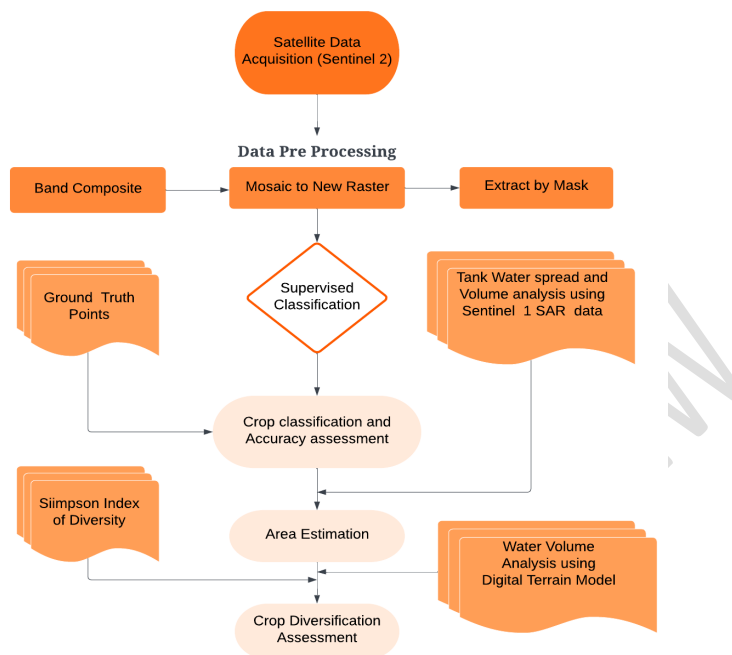 Satellite Data
Acquisition (Sentinel 2)
Data Pre Processing
Band Composite
Mosaic to New Raster
Extract by Mask
Ground Truth
Points
Supervised
Classification
Tank Water spread and
Volume analysis using
Sentinel 1 SAR data
Crop classification and
Accuracy assessment
Siimpson Index
of Diversity
Area Estimation
Water Volume
Analysis using
Digital Terrain Model
Crop Diversification
Assessment